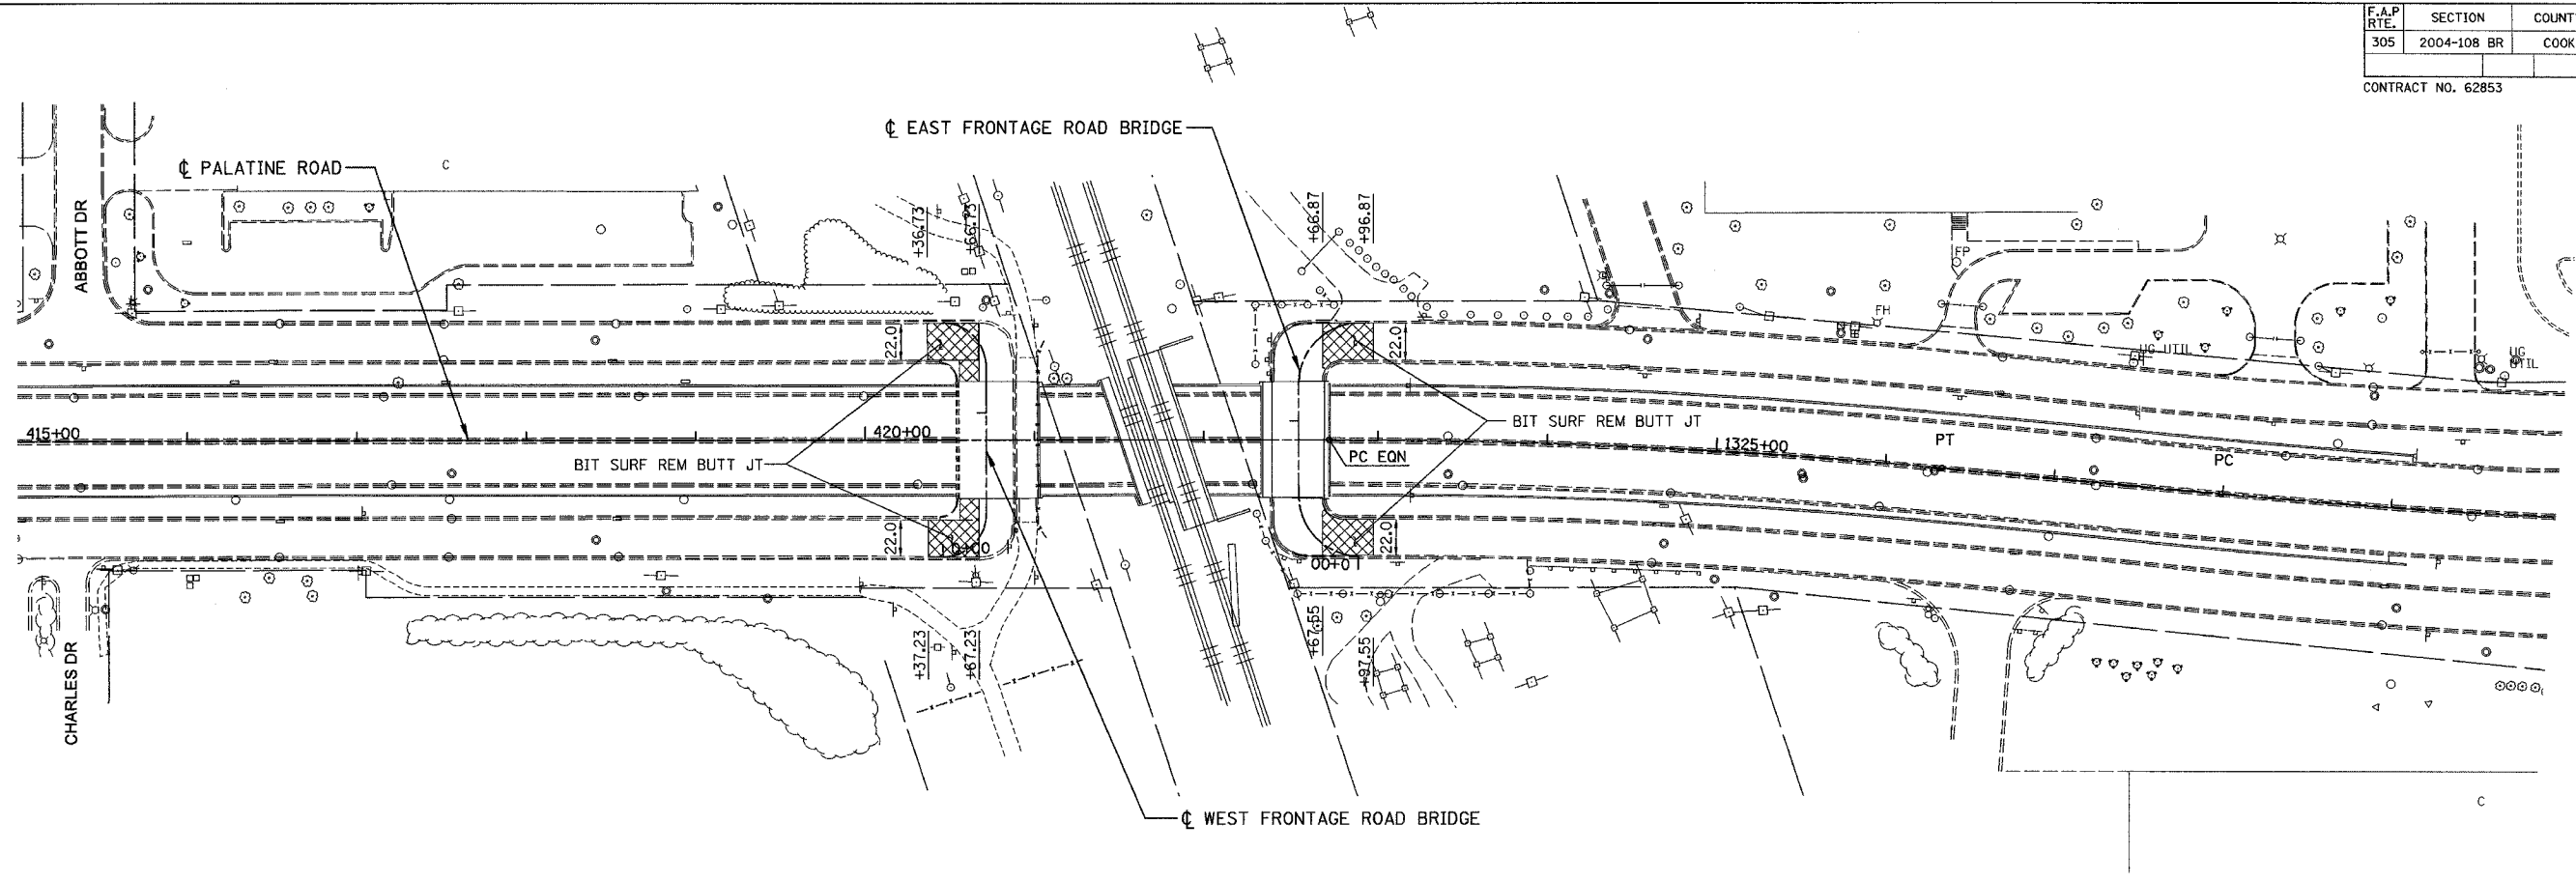 F.A.P RTE. SECTION COUNT
305 2004-108 BR COOK
CONTRACT NO. 62853
℄ EAST FRONTAGE ROAD BRIDGE
℄ PALATINE ROAD
C
ABBOTT DR
+36.73
+66.73
+66.87
+96.87
FP
FH
UG UTIL
UG UTIL
22.0
22.0
415+00
420+00
BIT SURF REM BUTT JT
BIT SURF REM BUTT JT
PC EQN
1325+00
PT
PC
22.0
22.0
0+00
+37.23
+67.23
+67.55
+97.55
CHARLES DR
℄ WEST FRONTAGE ROAD BRIDGE
C